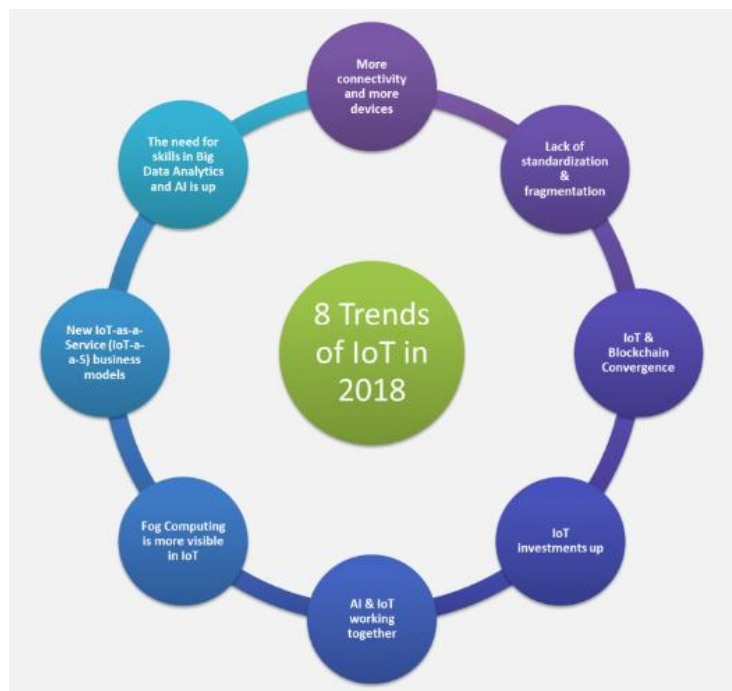 More
connectivity
and more
devices
Lack of
standardization
&
fragmentation
IoT &
Blockchain
Convergence
IoT
Investments up
AI & IoT
working
together
Fog Computing
is more visible
in IoT
New IoT-as-a-
Service (IoT-a-
a-S) business
models
The need for
skills in Big
Data Analytics
and AI is up
8 Trends
of IoT in
2018